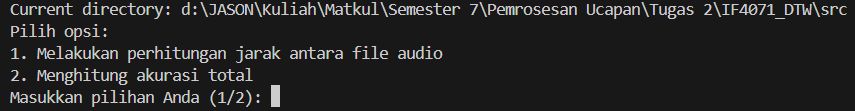 Current directory: d:\JASON\Kuliah\Matkul\Semester 7\Pemrosesan Ucapan\Tugas 2\IF4071_DTW\src
Pilih opsi:
1. Melakukan perhitungan jarak antara file audio
2. Menghitung akurasi total
Masukkan pilihan Anda (1/2):